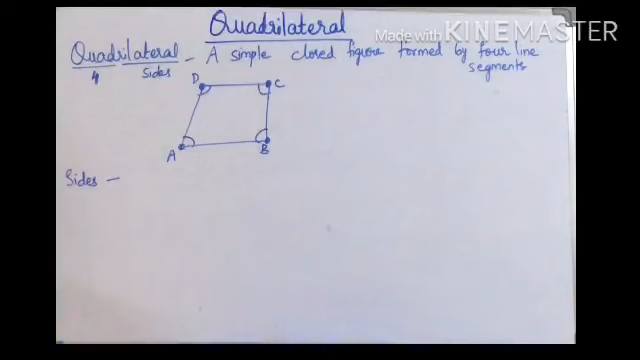 Quadrilateral
Made with KINEMASTER
Quadrilateral - A simple closed figure formed by four line
4 sides segments
D C
A B
Sides -